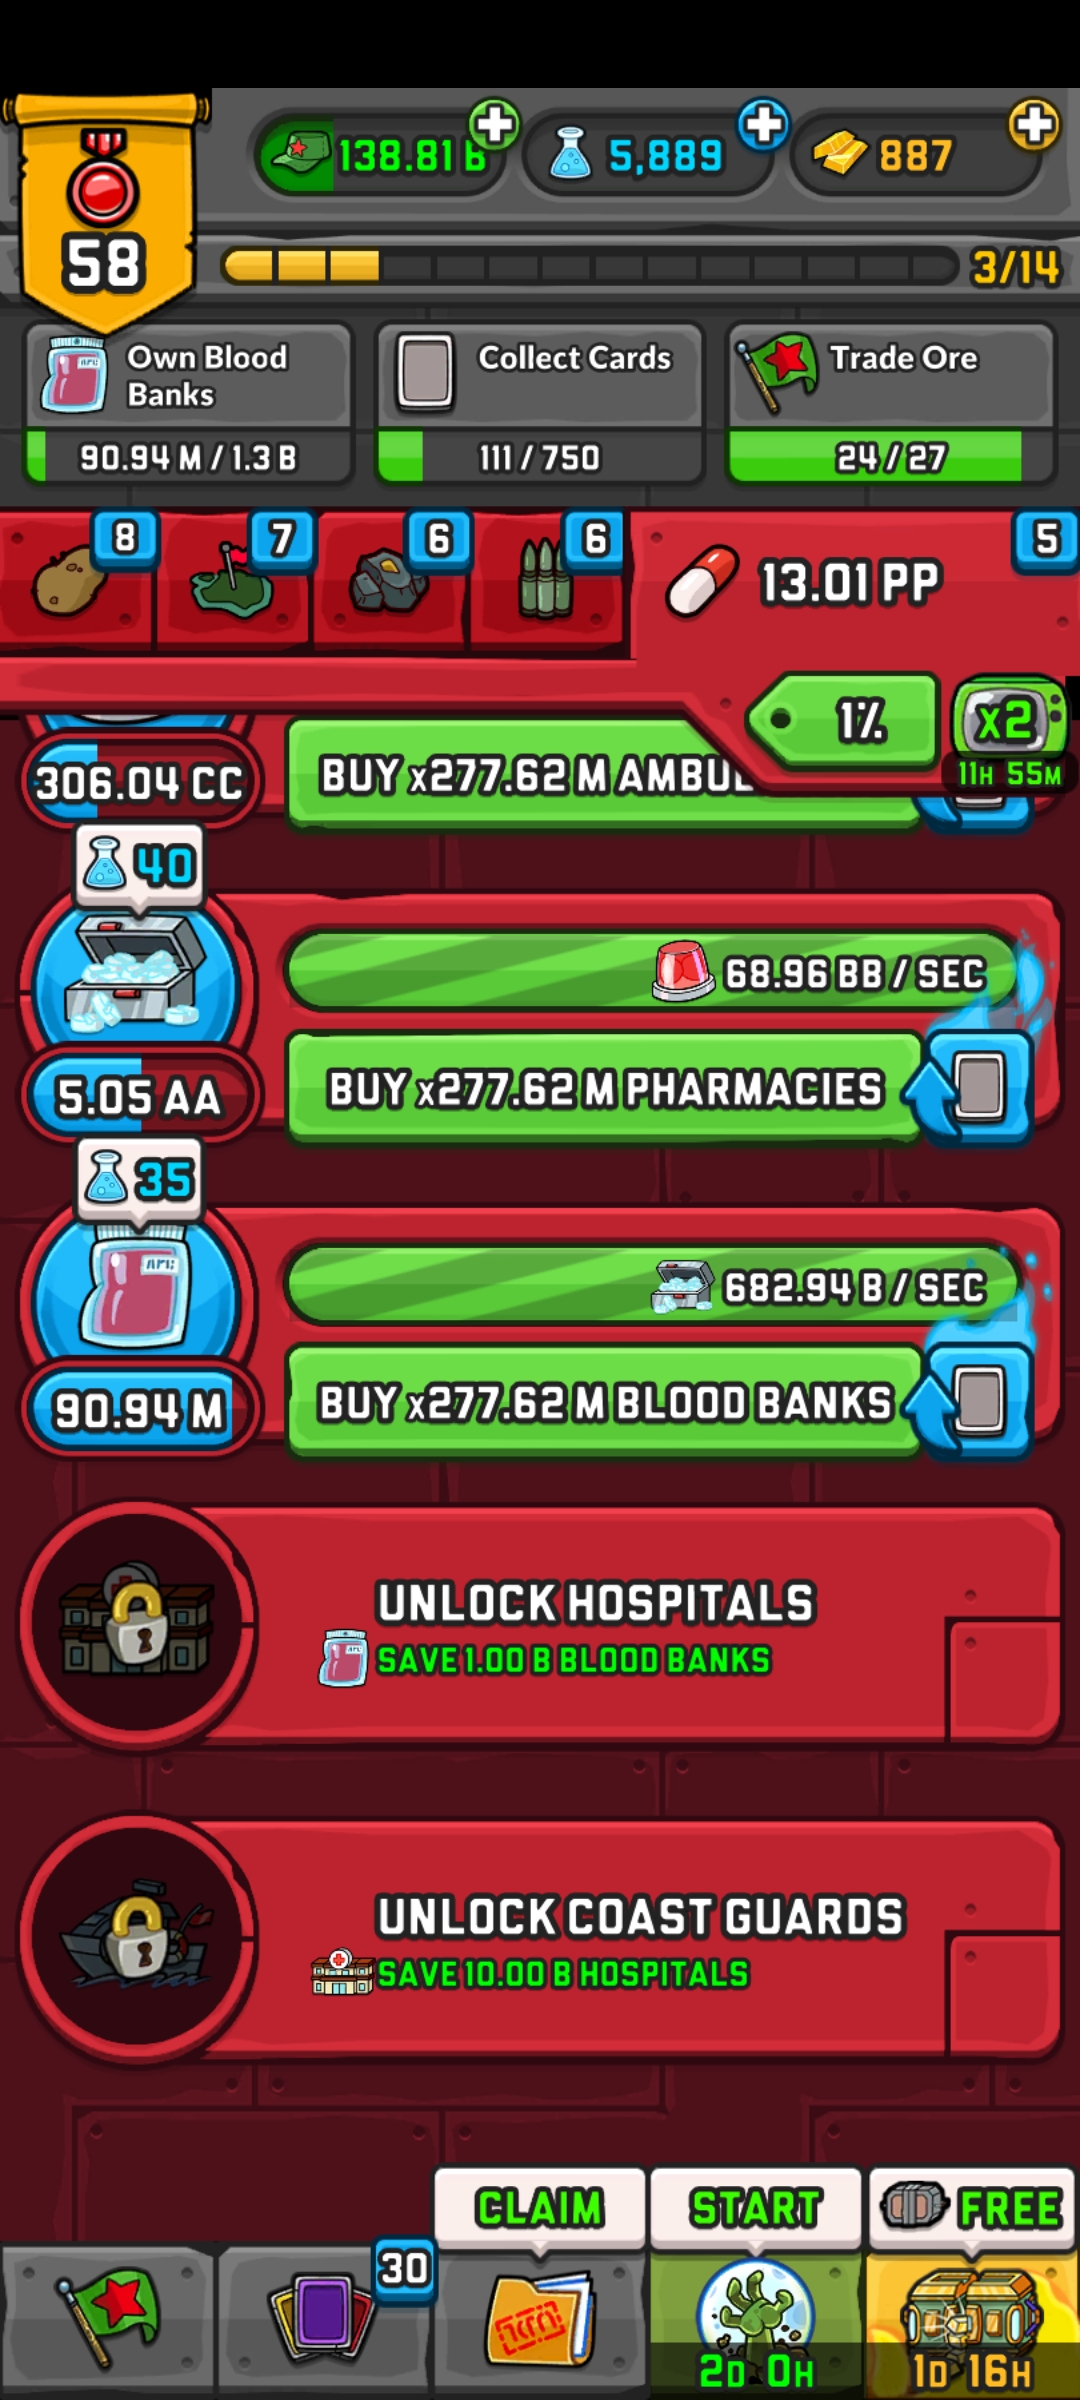 58
138.81 B
5,889
887
3/14
Own Blood
Banks
90.94 M / 1.3 B
Collect Cards
111 / 750
Trade Ore
24 / 27
8
7
6
6
5
13.01 PP
1%
x2
11H 55M
306.04 CC
BUY x277.62 M AMBUL
40
68.96 BB / SEC
5.05 AA
BUY x277.62 M PHARMACIES
35
682.94 B / SEC
90.94 M
BUY x277.62 M BLOOD BANKS
UNLOCK HOSPITALS
SAVE 1.00 B BLOOD BANKS
UNLOCK COAST GUARDS
SAVE 10.00 B HOSPITALS
CLAIM
START
FREE
30
2D 0H
1D 16H